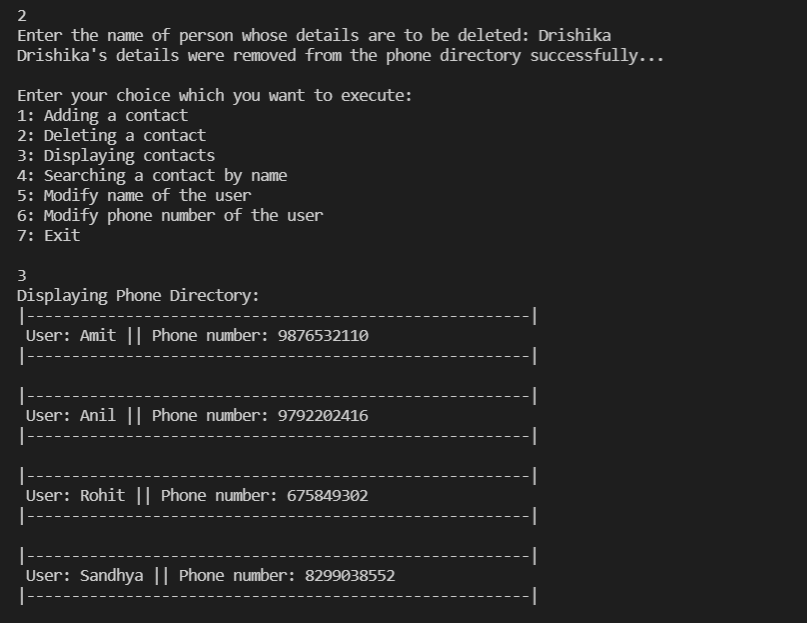 2
Enter the name of person whose details are to be deleted: Drishika
Drishika's details were removed from the phone directory successfully...
Enter your choice which you want to execute:
1: Adding a contact
2: Deleting a contact
3: Displaying contacts
4: Searching a contact by name
5: Modify name of the user
6: Modify phone number of the user
7: Exit
3
Displaying Phone Directory:
|--------------------------------------------------------|
User: Amit || Phone number: 9876532110
|--------------------------------------------------------|
|--------------------------------------------------------|
User: Anil || Phone number: 9792202416
|--------------------------------------------------------|
|--------------------------------------------------------|
User: Rohit || Phone number: 675849302
|--------------------------------------------------------|
|--------------------------------------------------------|
User: Sandhya || Phone number: 8299038552
|--------------------------------------------------------|